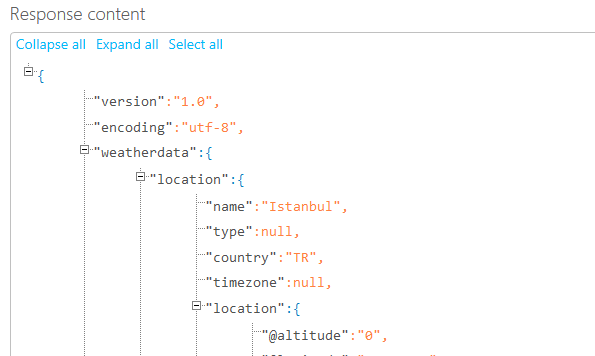 Response content
Collapse all Expand all Select all
{
"version":"1.0",
"encoding":"utf-8",
"weatherdata":{
"location":{
"name":"Istanbul",
"type":null,
"country":"TR",
"timezone":null,
"location":{
"@altitude":"0",